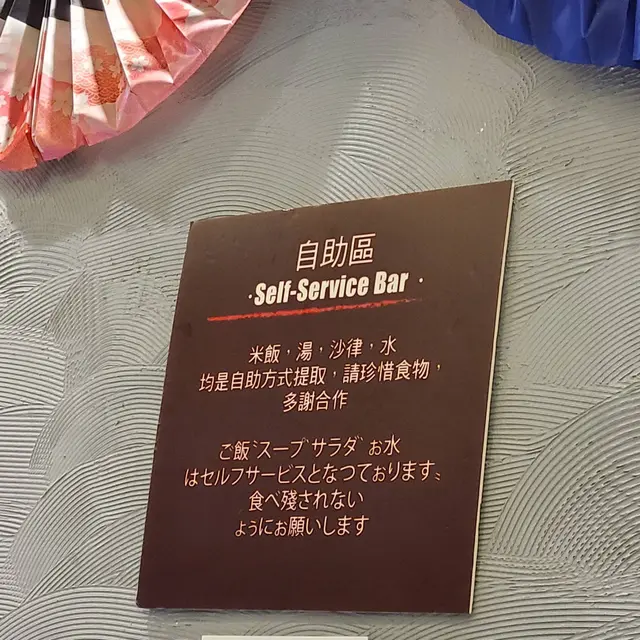 自助區
·Self-Service Bar·
米飯，湯，沙律，水
均是自助方式提取，請珍惜食物，
多謝合作
ご飯゛スープ゛サラダ゛お水
はセルフサービスとなつております｡
食べ殘されない
ようにお願いします